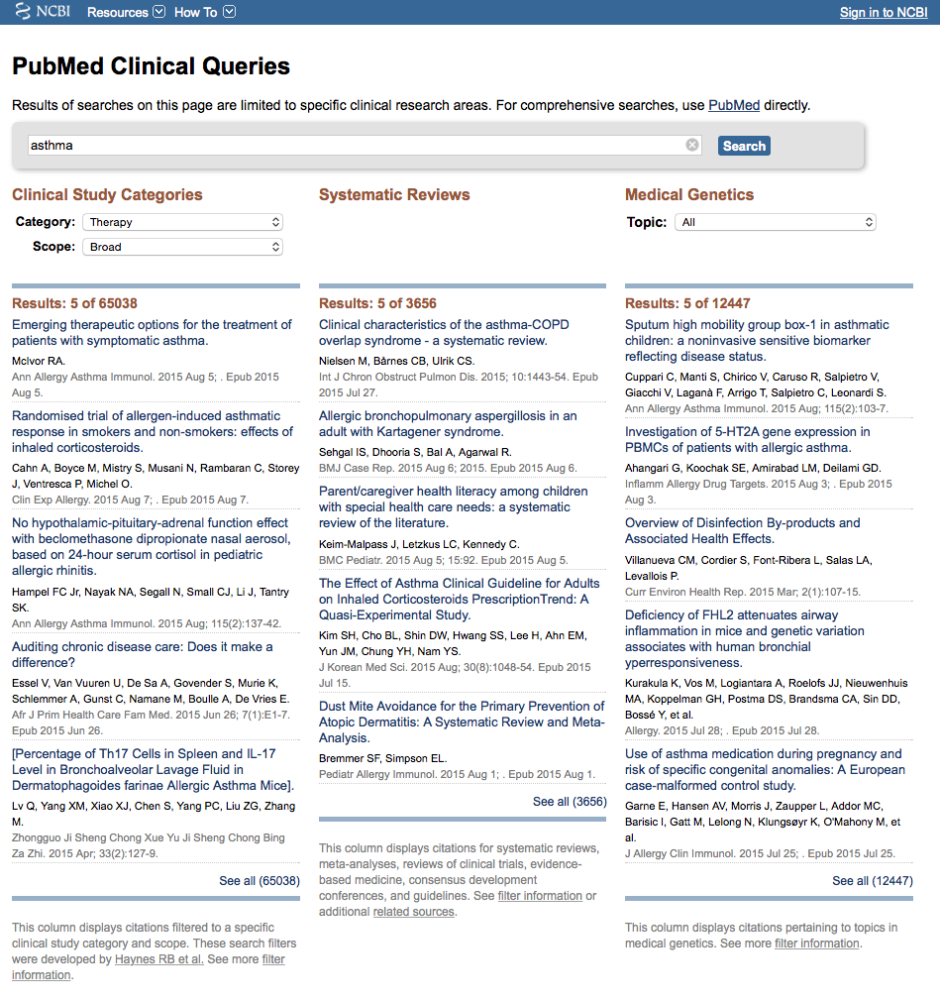 NCBI Resources How To Sign in to NCBI
PubMed Clinical Queries
Results of searches on this page are limited to specific clinical research areas. For comprehensive searches, use PubMed directly.
asthma Search
Clinical Study Categories
Category: Therapy
Scope: Broad
Results: 5 of 65038
Emerging therapeutic options for the treatment of
patients with symptomatic asthma.
McIvor RA.
Ann Allergy Asthma Immunol. 2015 Aug 5; . Epub 2015
Aug 5.
Randomised trial of allergen-induced asthmatic
response in smokers and non-smokers: effects of
inhaled corticosteroids.
Cahn A, Boyce M, Mistry S, Musani N, Rambaran C, Storey
J, Ventresca P, Michel O.
Clin Exp Allergy. 2015 Aug 7; . Epub 2015 Aug 7.
No hypothalamic-pituitary-adrenal function effect
with beclomethasone dipropionate nasal aerosol,
based on 24-hour serum cortisol in pediatric
allergic rhinitis.
Hampel FC Jr, Nayak NA, Segall N, Small CJ, Li J, Tantry
SK.
Ann Allergy Asthma Immunol. 2015 Aug; 115(2):137-42.
Auditing chronic disease care: Does it make a
difference?
Essel V, Van Vuuren U, De Sa A, Govender S, Murie K,
Schlemmer A, Gunst C, Namane M, Boulle A, De Vries E.
Afr J Prim Health Care Fam Med. 2015 Jun 26; 7(1):E1-7.
Epub 2015 Jun 26.
[Percentage of Th17 Cells in Spleen and IL-17
Level in Bronchoalveolar Lavage Fluid in
Dermatophagoides farinae Allergic Asthma Mice].
Lv Q, Yang XM, Xiao XJ, Chen S, Yang PC, Liu ZG, Zhang
M.
Zhongguo Ji Sheng Chong Xue Yu Ji Sheng Chong Bing
Za Zhi. 2015 Apr; 33(2):127-9.
See all (65038)
This column displays citations filtered to a specific
clinical study category and scope. These search filters
were developed by Haynes RB et al. See more filter
information.
Systematic Reviews
Results: 5 of 3656
Clinical characteristics of the asthma-COPD
overlap syndrome - a systematic review.
Nielsen M, Bårnes CB, Ulrik CS.
Int J Chron Obstruct Pulmon Dis. 2015; 10:1443-54. Epub
2015 Jul 27.
Allergic bronchopulmonary aspergillosis in an
adult with Kartagener syndrome.
Sehgal IS, Dhooria S, Bal A, Agarwal R.
BMJ Case Rep. 2015 Aug 6; 2015. Epub 2015 Aug 6.
Parent/caregiver health literacy among children
with special health care needs: a systematic
review of the literature.
Keim-Malpass J, Letzkus LC, Kennedy C.
BMC Pediatr. 2015 Aug 5; 15:92. Epub 2015 Aug 5.
The Effect of Asthma Clinical Guideline for Adults
on Inhaled Corticosteroids PrescriptionTrend: A
Quasi-Experimental Study.
Kim SH, Cho BL, Shin DW, Hwang SS, Lee H, Ahn EM,
Yun JM, Chung YH, Nam YS.
J Korean Med Sci. 2015 Aug; 30(8):1048-54. Epub 2015
Jul 15.
Dust Mite Avoidance for the Primary Prevention of
Atopic Dermatitis: A Systematic Review and Meta-
Analysis.
Bremmer SF, Simpson EL.
Pediatr Allergy Immunol. 2015 Aug 1; . Epub 2015 Aug 1.
See all (3656)
This column displays citations for systematic reviews,
meta-analyses, reviews of clinical trials, evidence-
based medicine, consensus development
conferences, and guidelines. See filter information or
additional related sources.
Medical Genetics
Topic: All
Results: 5 of 12447
Sputum high mobility group box-1 in asthmatic
children: a noninvasive sensitive biomarker
reflecting disease status.
Cuppari C, Manti S, Chirico V, Caruso R, Salpietro V,
Giacchi V, Laganà F, Arrigo T, Salpietro C, Leonardi S.
Ann Allergy Asthma Immunol. 2015 Aug; 115(2):103-7.
Investigation of 5-HT2A gene expression in
PBMCs of patients with allergic asthma.
Ahangari G, Koochak SE, Amirabad LM, Deilami GD.
Inflamm Allergy Drug Targets. 2015 Aug 3; . Epub 2015
Aug 3.
Overview of Disinfection By-products and
Associated Health Effects.
Villanueva CM, Cordier S, Font-Ribera L, Salas LA,
Levallois P.
Curr Environ Health Rep. 2015 Mar; 2(1):107-15.
Deficiency of FHL2 attenuates airway
inflammation in mice and genetic variation
associates with human bronchial
yperresponsiveness.
Kurakula K, Vos M, Logiantara A, Roelofs JJ, Nieuwenhuis
MA, Koppelman GH, Postma DS, Brandsma CA, Sin DD,
Bossé Y, et al.
Allergy. 2015 Jul 28; . Epub 2015 Jul 28.
Use of asthma medication during pregnancy and
risk of specific congenital anomalies: A European
case-malformed control study.
Garne E, Hansen AV, Morris J, Zaupper L, Addor MC,
Barisic I, Gatt M, Lelong N, Klungsøyr K, O'Mahony M, et
al.
J Allergy Clin Immunol. 2015 Jul 25; . Epub 2015 Jul 25.
See all (12447)
This column displays citations pertaining to topics in
medical genetics. See more filter information.